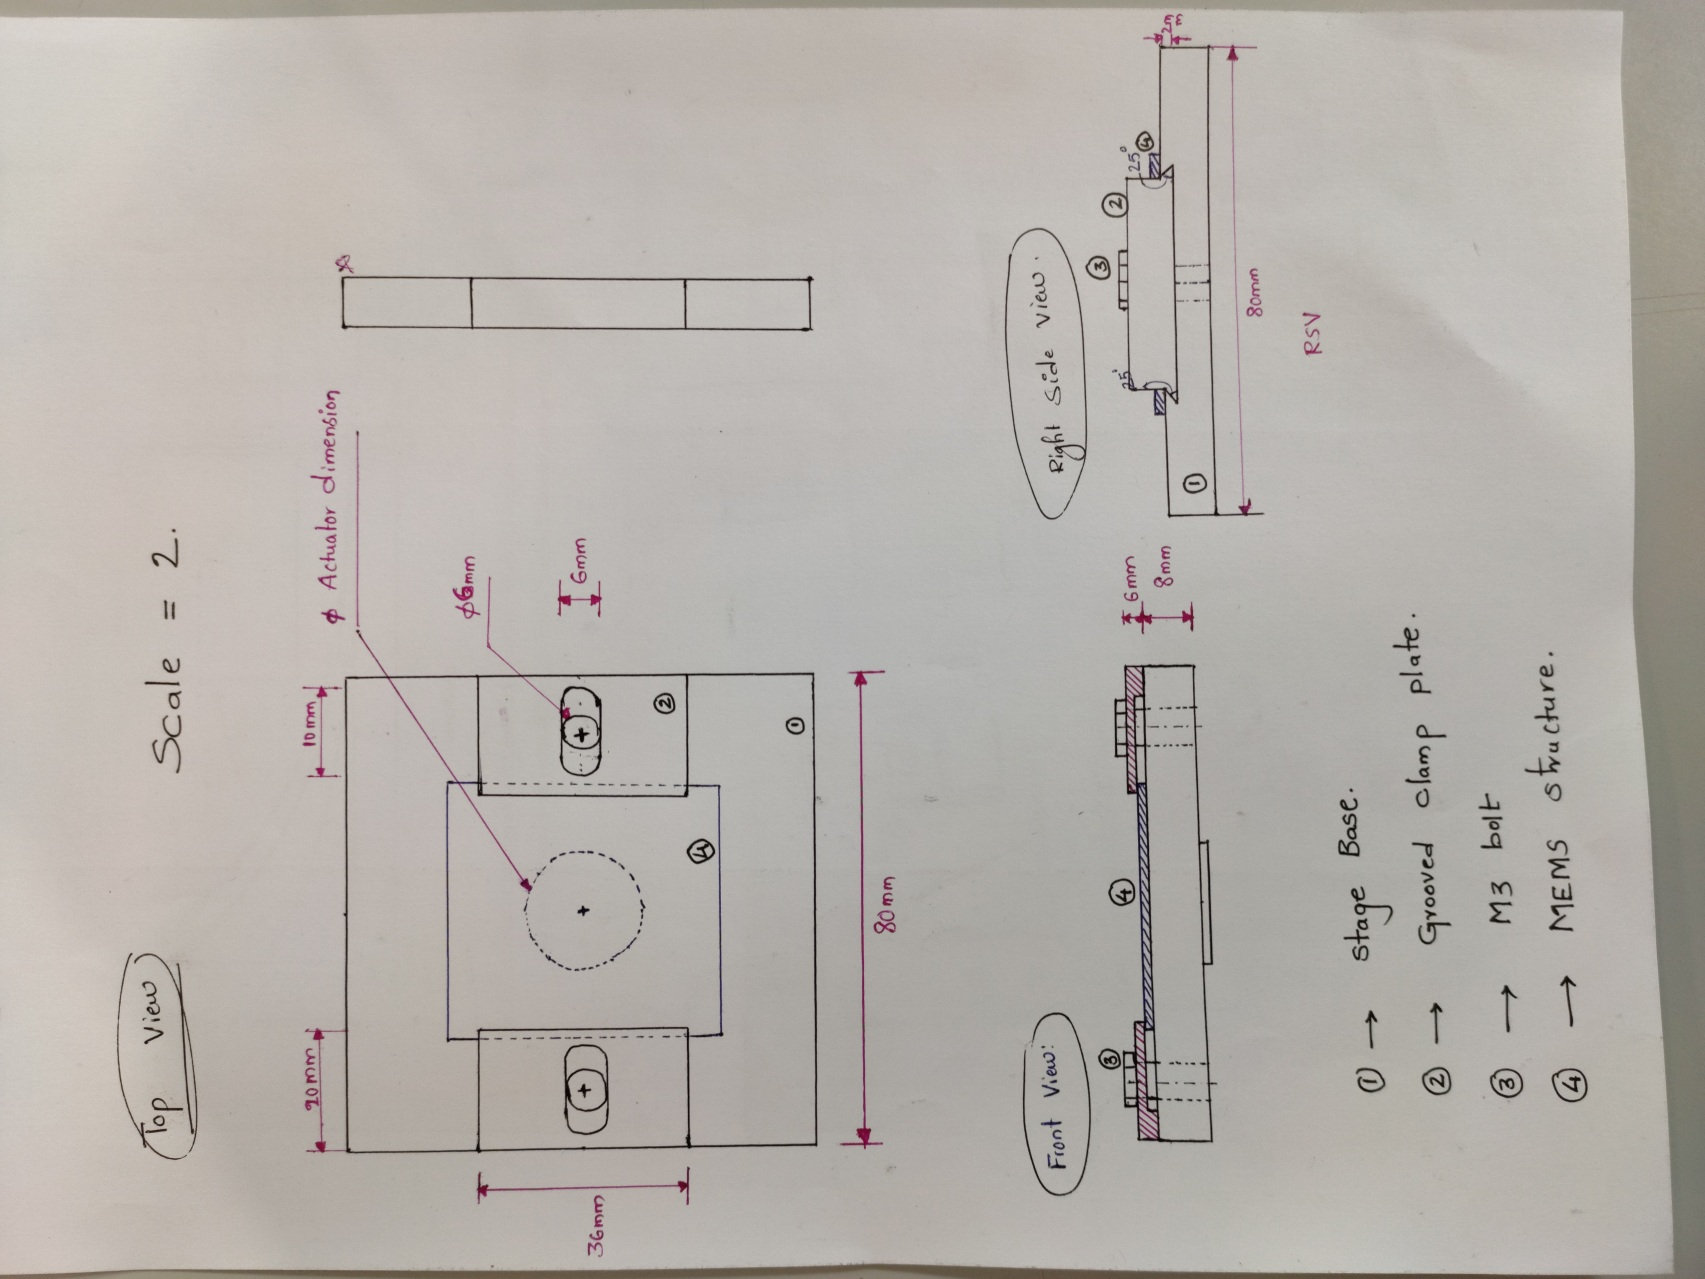 Top View
Scale = 2.
20mm
10mm
ϕ Actuator dimension
ϕ6mm
6mm
+
+
+
②
①
④
36mm
80mm
Front View:
③
④
6mm
8mm
Right Side View.
③
②
25°
④
2mm
25°
①
80mm
RSV
① → Stage Base.
② → Grooved clamp plate.
③ → M3 bolt
④ → MEMS structure.